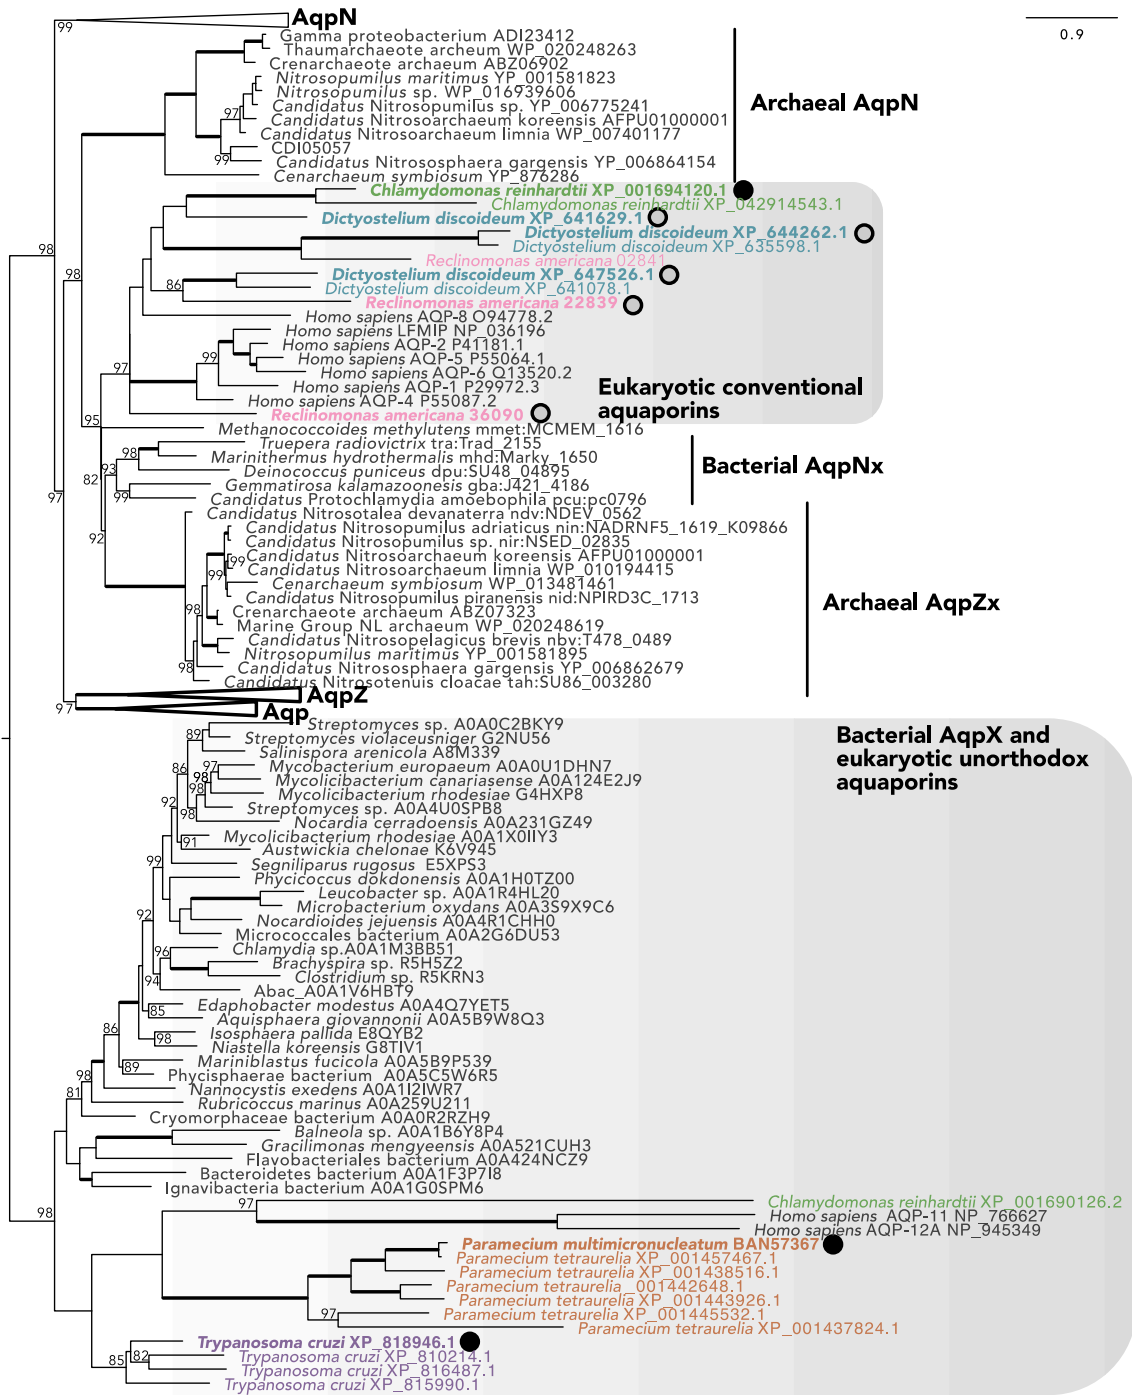 AqpN
99
0.9
Gamma proteobacterium ADI23412
Thaumarchaeote archeum WP_020248263
Crenarchaeote archaeum ABZ06902
Nitrosopumilus maritimus YP_001581823
Nitrosopumilus sp. WP_016939606
Candidatus Nitrosopumilus sp. YP_006775241
97
Candidatus Nitrosoarchaeum koreensis AFPU01000001
Candidatus Nitrosoarchaeum limnia WP_007401177
CDI05057
99
Candidatus Nitrososphaera gargensis YP_006864154
Cenarchaeum symbiosum YP_876286
Archaeal AqpN
Chlamydomonas reinhardtii XP_001694120.1
Chlamydomonas reinhardtii XP_042914543.1
Dictyostelium discoideum XP_641629.1
Dictyostelium discoideum XP_644262.1
Dictyostelium discoideum XP_635598.1
98
Reclinomonas americana 02841
Dictyostelium discoideum XP_647526.1
98
86
Dictyostelium discoideum XP_641078.1
Reclinomonas americana 22839
Homo sapiens AQP-8 O94778.2
Homo sapiens LFMIP NP_036196
Homo sapiens AQP-2 P41181.1
99
Homo sapiens AQP-5 P55064.1
97
Homo sapiens AQP-6 Q13520.2
Homo sapiens AQP-1 P29972.3
Homo sapiens AQP-4 P55087.2
Reclinomonas americana 36090
Eukaryotic conventional
aquaporins
95
Methanococcoides methylutens mmet:MCMEM_1616
Truepera radiovictrix tra:Trad_2155
98
Marinithermus hydrothermalis mhd:Marky_1650
93
Deinococcus puniceus dpu:SU48_04895
82
Gemmatirosa kalamazoonesis gba:J421_4186
99
Candidatus Protochlamydia amoebophila pcu:pc0796
97
Bacterial AqpNx
Candidatus Nitrosotalea devanaterra ndv:NDEV_0562
Candidatus Nitrosopumilus adriaticus nin:NADRNF5_1619_K09866
92
Candidatus Nitrosopumilus sp. nir:NSED_02835
Candidatus Nitrosoarchaeum koreensis AFPU01000001
99
Candidatus Nitrosoarchaeum limnia WP_010194415
99
Cenarchaeum symbiosum WP_013481461
Candidatus Nitrosopumilus piranensis nid:NPIRD3C_1713
98
Crenarchaeote archaeum ABZ07323
Marine Group NL archaeum WP_020248619
Candidatus Nitrosopelagicus brevis nbv:T478_0489
Nitrosopumilus maritimus YP_001581895
98
Candidatus Nitrososphaera gargensis YP_006862679
Candidatus Nitrosotenuis cloacae tah:SU86_003280
Archaeal AqpZx
AqpZ
97
Aqp
Streptomyces sp. A0A0C2BKY9
89
Streptomyces violaceusniger G2NU56
Salinispora arenicola A8M339
86
97
Mycobacterium europaeum A0A0U1DHN7
98
Mycolicibacterium canariasense A0A124E2J9
98
Mycolicibacterium rhodesiae G4HXP8
92
Streptomyces sp. A0A4U0SPB8
98
Nocardia cerradoensis A0A231GZ49
Mycolicibacterium rhodesiae A0A1X0IIY3
91
Austwickia chelonae K6V945
99
Segniliparus rugosus E5XPS3
Phycicoccus dokdonensis A0A1H0TZ00
Leucobacter sp. A0A1R4HL20
Microbacterium oxydans A0A3S9X9C6
92
Nocardioides jejuensis A0A4R1CHH0
Micrococcales bacterium A0A2G6DU53
96
Chlamydia sp.A0A1M3BB51
Brachyspira sp. R5H5Z2
94
Clostridium sp. R5KRN3
Abac_A0A1V6HBT9
Edaphobacter modestus A0A4Q7YET5
85
Aquisphaera giovannonii A0A5B9W8Q3
86
Isosphaera pallida E8QYB2
98
Niastella koreensis G8TIV1
Mariniblastus fucicola A0A5B9P539
98
89
Phycisphaerae bacterium A0A5C5W6R5
Nannocystis exedens A0A1I2IWR7
81
Rubricoccus marinus A0A259U211
Cryomorphaceae bacterium A0A0R2RZH9
Balneola sp. A0A1B6Y8P4
Gracilimonas mengyeensis A0A521CUH3
Flavobacteriales bacterium A0A424NCZ9
Bacteroidetes bacterium A0A1F3P7I8
Ignavibacteria bacterium A0A1G0SPM6
Bacterial AqpX and
eukaryotic unorthodox
aquaporins
97
Chlamydomonas reinhardtii XP_001690126.2
98
Homo sapiens AQP-11 NP_766627
Homo sapiens AQP-12A NP_945349
Paramecium multimicronucleatum BAN57367
Paramecium tetraurelia XP_001457467.1
Paramecium tetraurelia XP_001438516.1
Paramecium tetraurelia _001442648.1
Paramecium tetraurelia XP_001443926.1
97
Paramecium tetraurelia XP_001445532.1
Paramecium tetraurelia XP_001437824.1
Trypanosoma cruzi XP_818946.1
85
82
Trypanosoma cruzi XP_810214.1
Trypanosoma cruzi XP_816487.1
Trypanosoma cruzi XP_815990.1